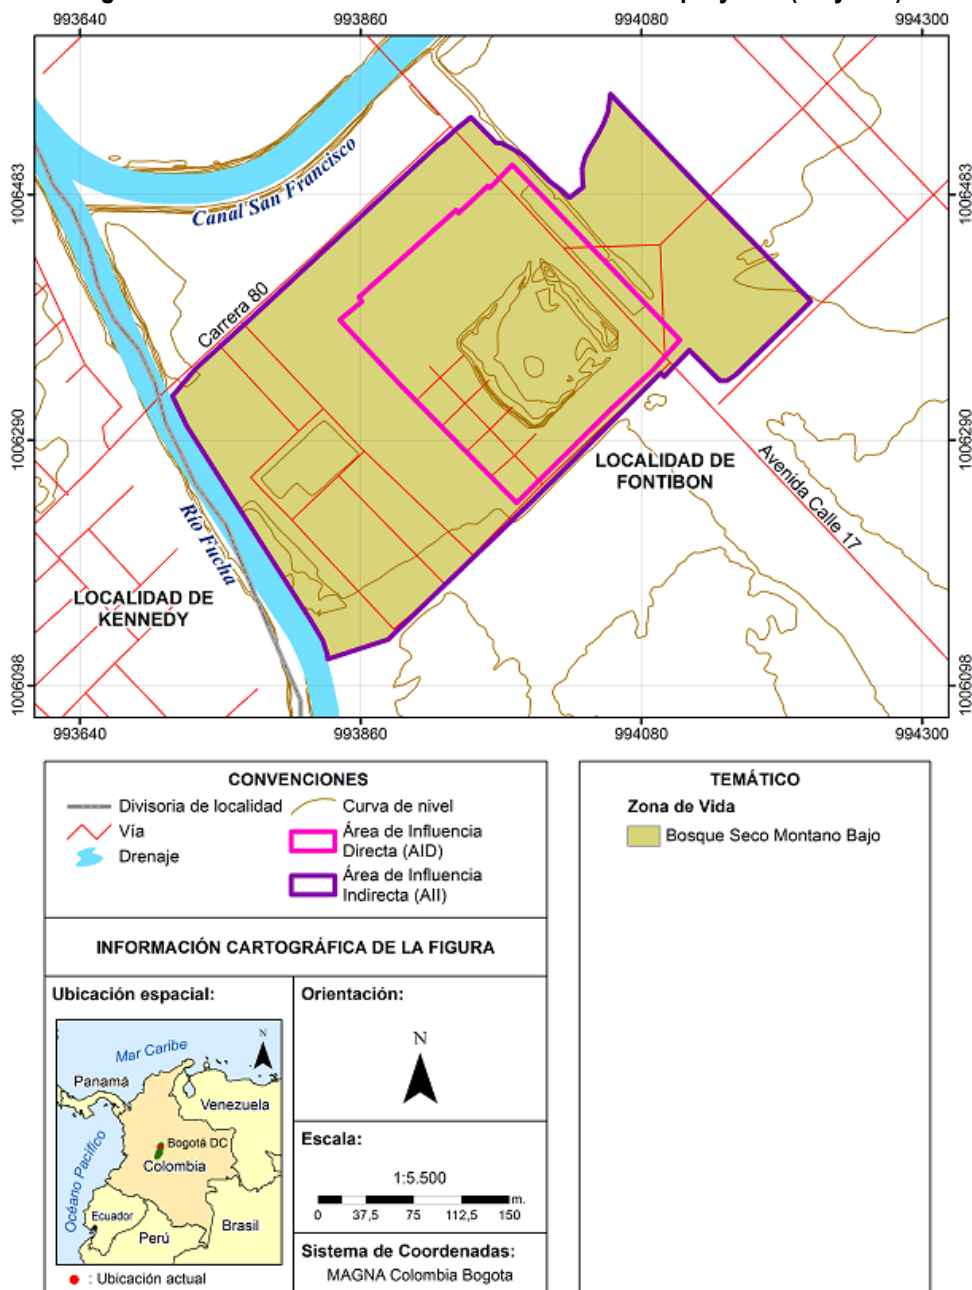 993640
993860
994080
994300
1006483
1006483
Canal San Francisco
Carrera 80
1006290
1006290
LOCALIDAD DE
FONTIBON
Avenida Calle 17
Río Fucha
LOCALIDAD DE
KENNEDY
1006098
1006098
993640
993860
994080
994300
CONVENCIONES
Divisoria de localidad
Vía
Drenaje
Curva de nivel
Área de Influencia
Directa (AID)
Área de Influencia
Indirecta (AII)
TEMÁTICO
Zona de Vida
Bosque Seco Montano Bajo
INFORMACIÓN CARTOGRÁFICA DE LA FIGURA
Ubicación espacial:
N
Mar Caribe
Panamá
Venezuela
Bogotá DC
Colombia
Océano Pacífico
Ecuador
Perú
Brasil
: Ubicación actual
Orientación:
N
Escala:
1:5.500
m.
0 37,5 75 112,5 150
Sistema de Coordenadas:
MAGNA Colombia Bogota